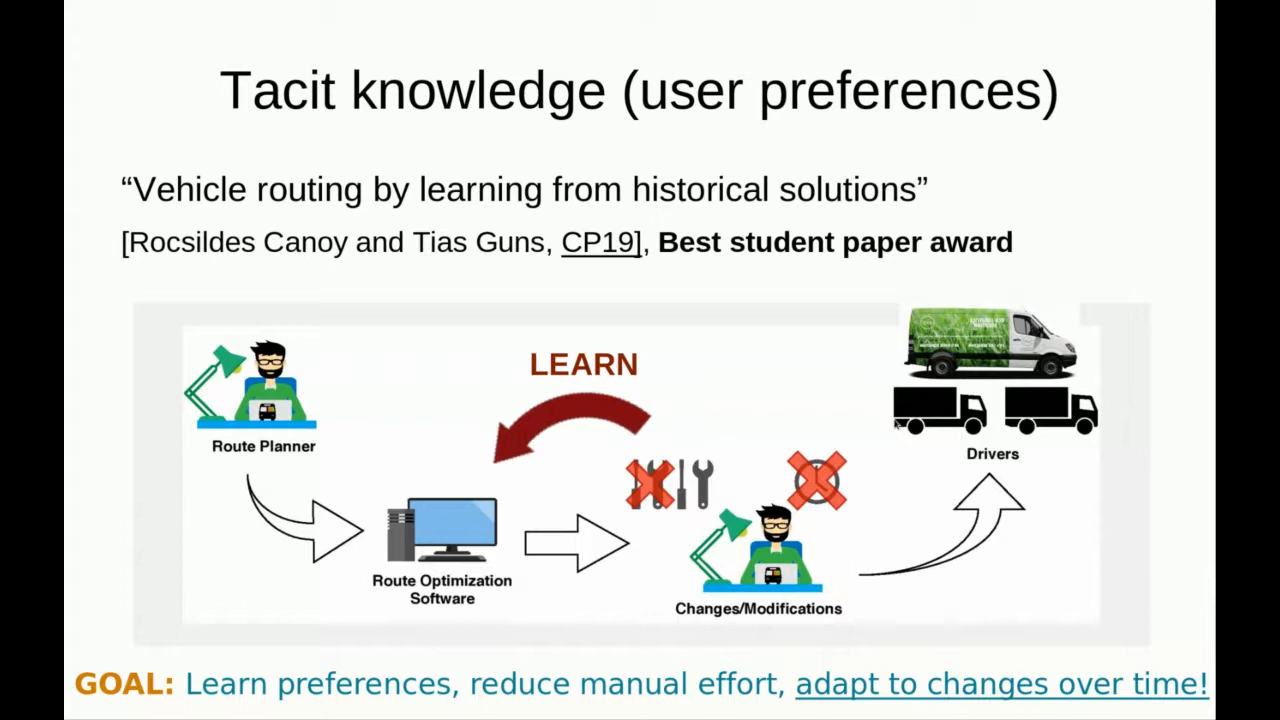 Tacit knowledge (user preferences)
“Vehicle routing by learning from historical solutions”
[Rocsildes Canoy and Tias Guns, CP19], Best student paper award
LEARN
Route Planner
Drivers
Route Optimization
Software
Changes/Modifications
GOAL: Learn preferences, reduce manual effort, adapt to changes over time!